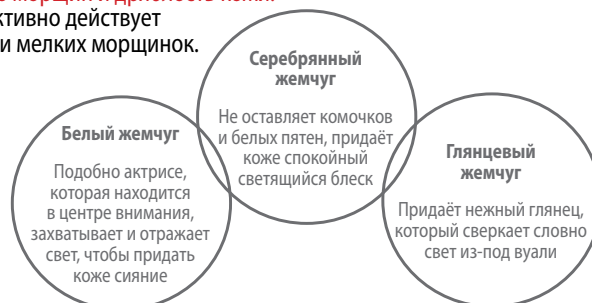 ктивно действует
и мелких морщинок.
Серебрянный
жемчуг
Не оставляет комочков
и белых пятен, придаёт
коже спокойный
светящийся блеск
Белый жемчуг
Подобно актрисе,
которая находится
в центре внимания,
захватывает и отражает
свет, чтобы придать
коже сияние
Глянцевый
жемчуг
Придаёт нежный глянец,
который сверкает словно
свет из-под вуали